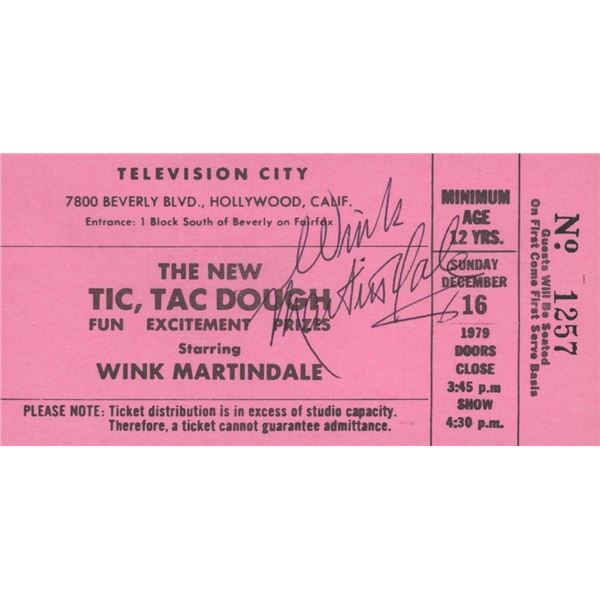 TELEVISION CITY
7800 BEVERLY BLVD., HOLLYWOOD, CALIF.
Entrance: 1 Block South of Beverly on Fairfax
THE NEW
TIC, TAC DOUGH
FUN EXCITEMENT PRIZES
Starring
WINK MARTINDALE
Wink
Martindale
PLEASE NOTE: Ticket distribution is in excess of studio capacity.
Therefore, a ticket cannot guarantee admittance.
MINIMUM
AGE
12 YRS.
SUNDAY
DECEMBER
16
1979
DOORS
CLOSE
3:45 p.m
SHOW
4:30 p.m.
No 1257
Guests Will Be Seated
On First Come First Serve Basis